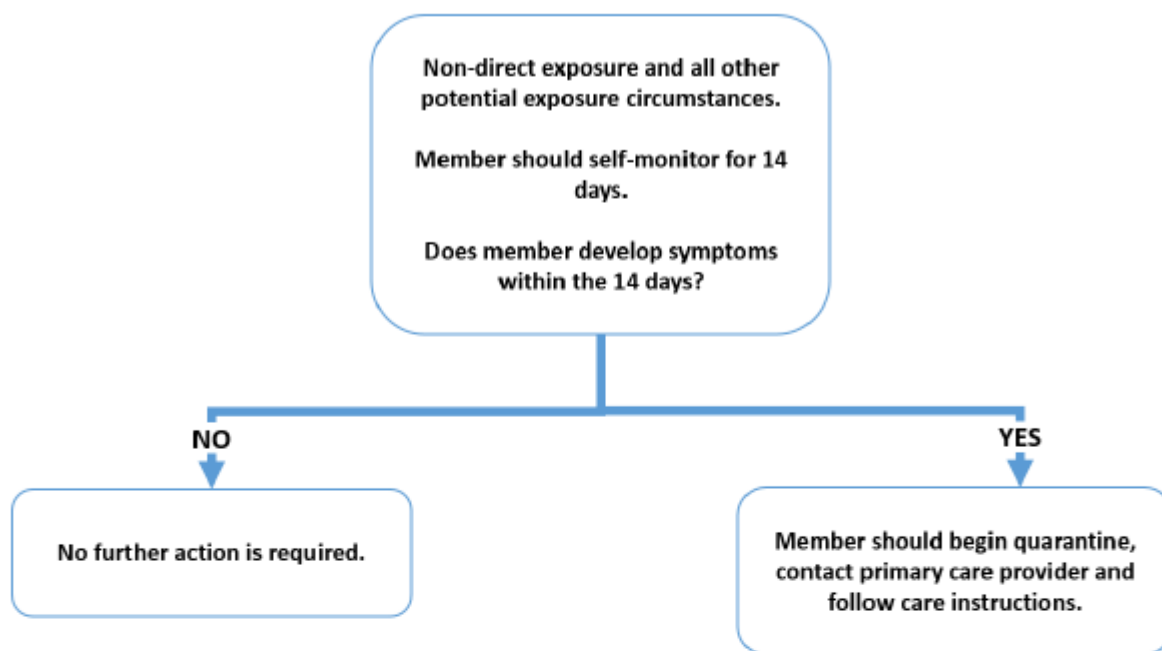 Non-direct exposure and all other
potential exposure circumstances.
Member should self-monitor for 14
days.
Does member develop symptoms
within the 14 days?
NO
YES
No further action is required.
Member should begin quarantine,
contact primary care provider and
follow care instructions.